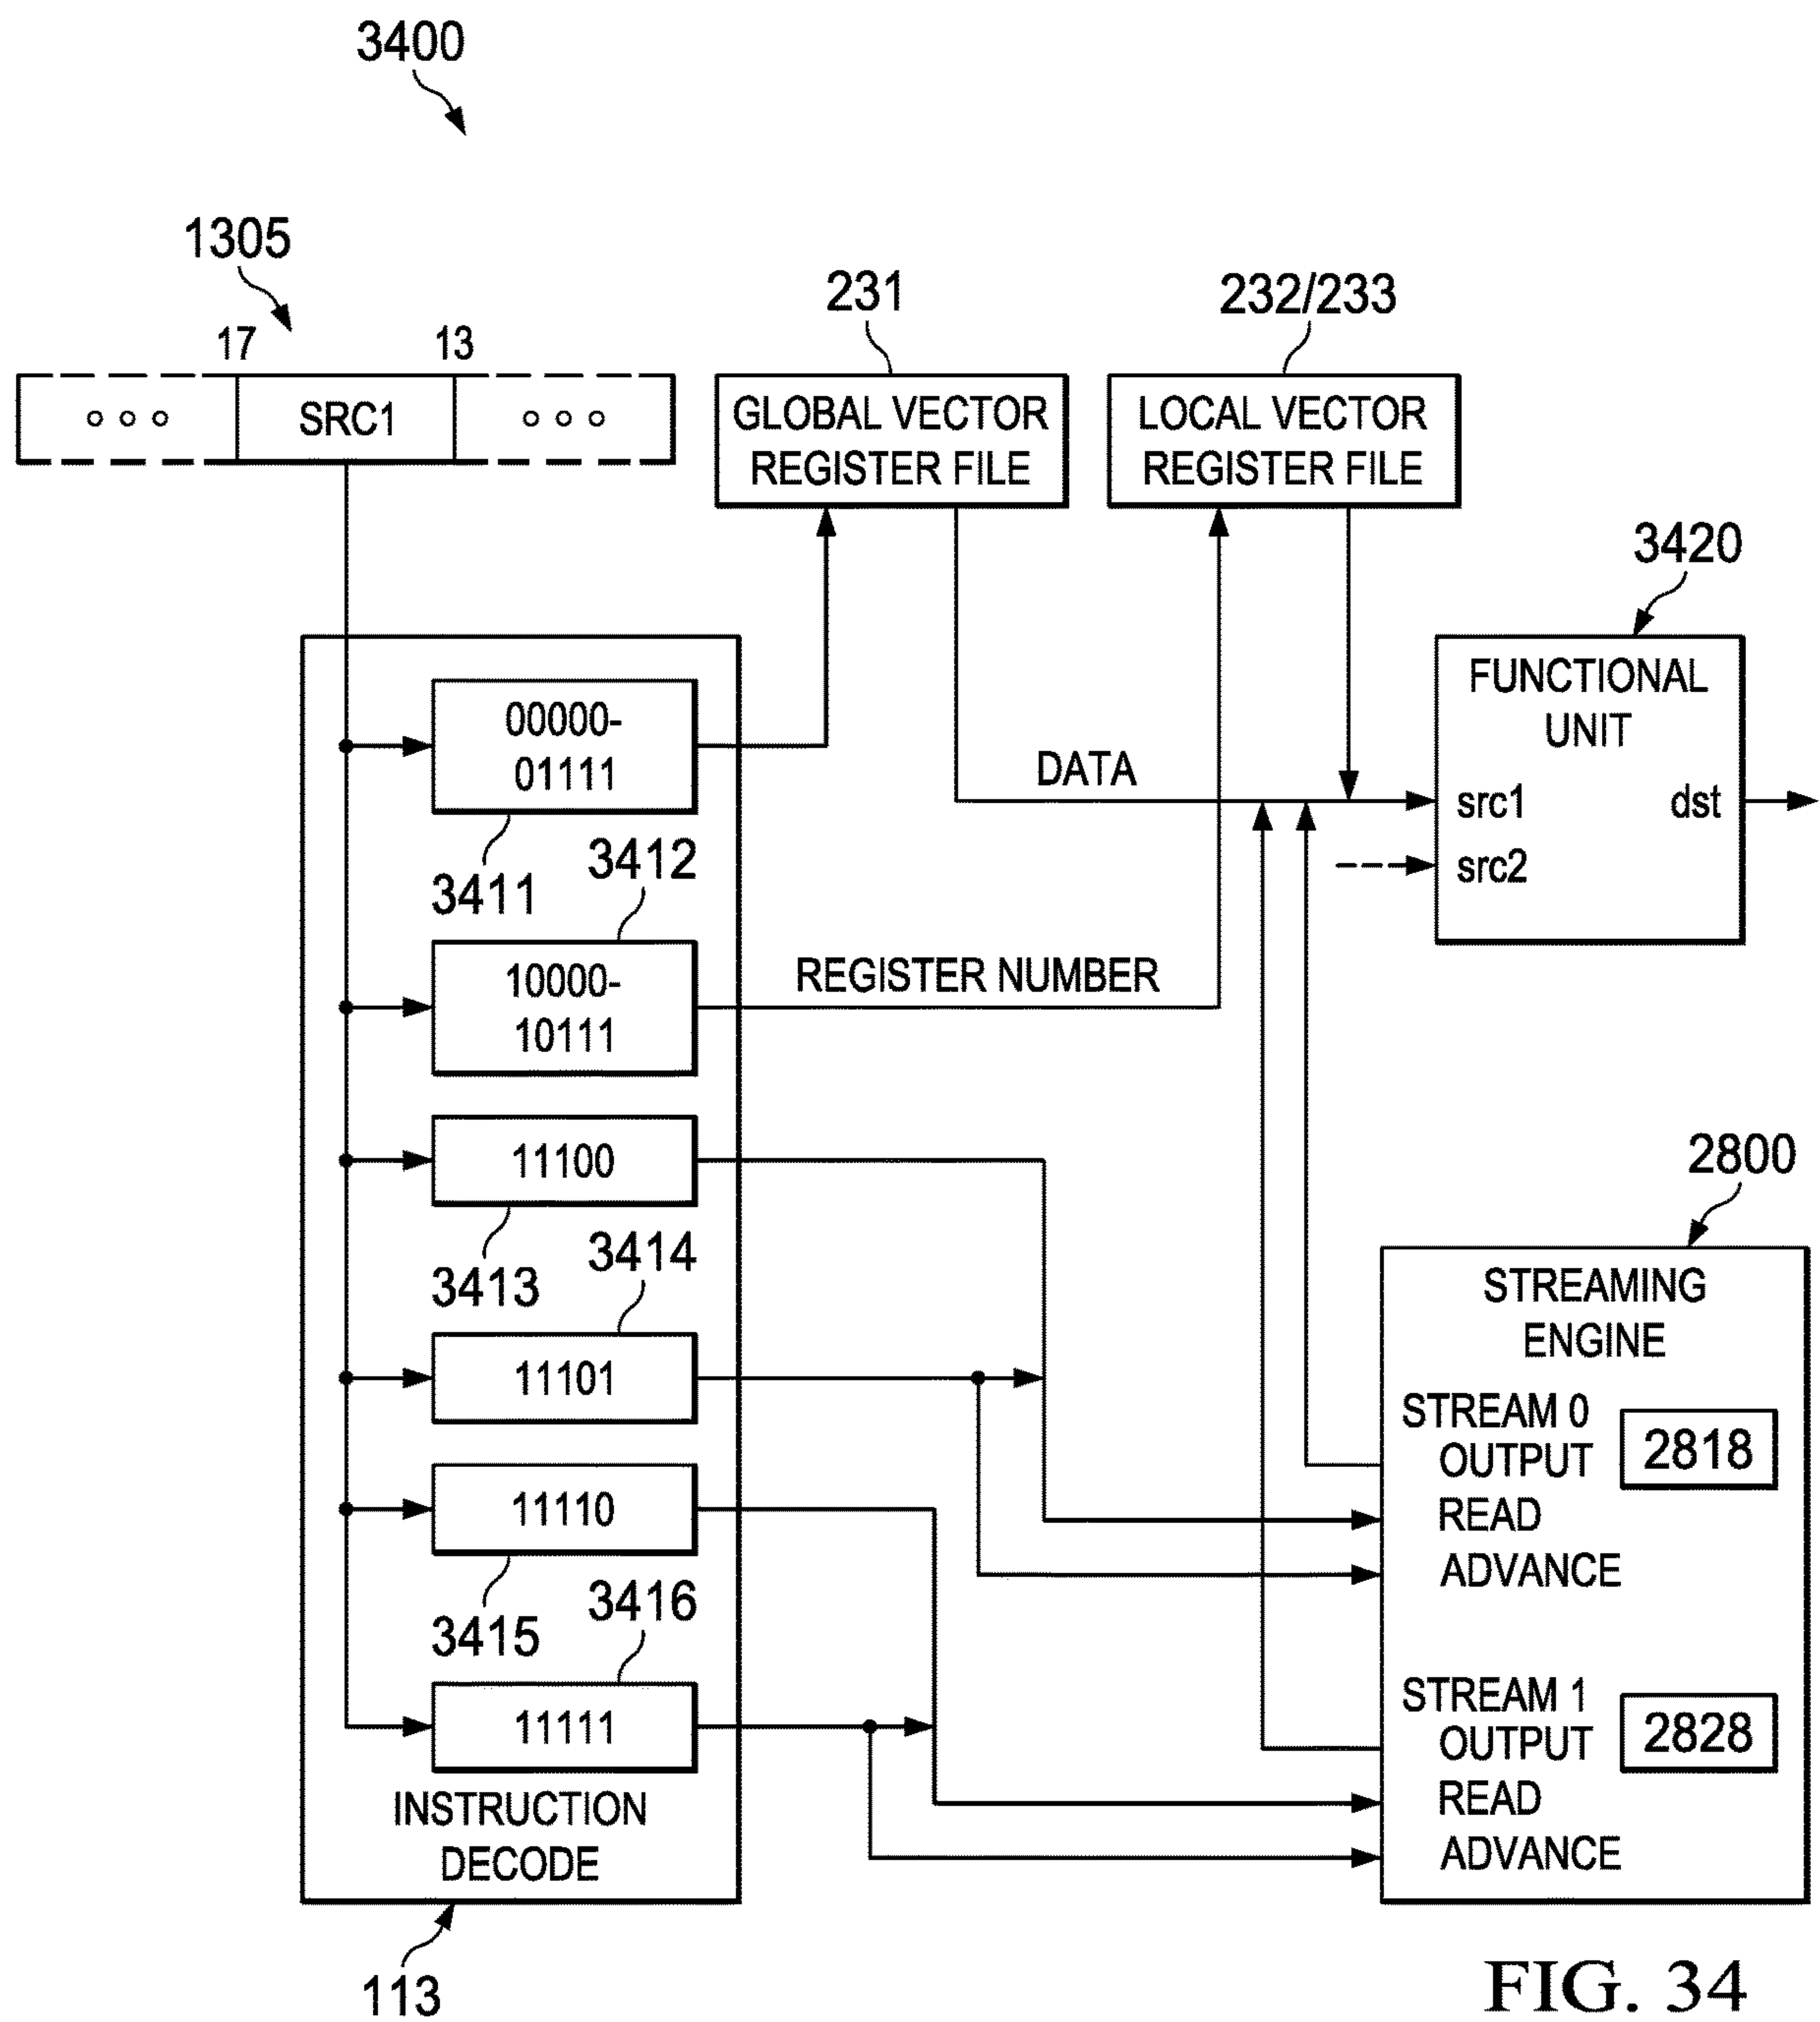 3400
1305
17
13
SRC1
231
GLOBAL VECTOR
REGISTER FILE
232/233
LOCAL VECTOR
REGISTER FILE
3420
FUNCTIONAL
UNIT
src1
dst
src2
DATA
00000-
01111
3411
3412
10000-
10111
REGISTER NUMBER
11100
3413
3414
11101
11110
3415
3416
11111
INSTRUCTION
DECODE
113
2800
STREAMING
ENGINE
STREAM 0
OUTPUT
2818
READ
ADVANCE
STREAM 1
OUTPUT
2828
READ
ADVANCE
FIG. 34